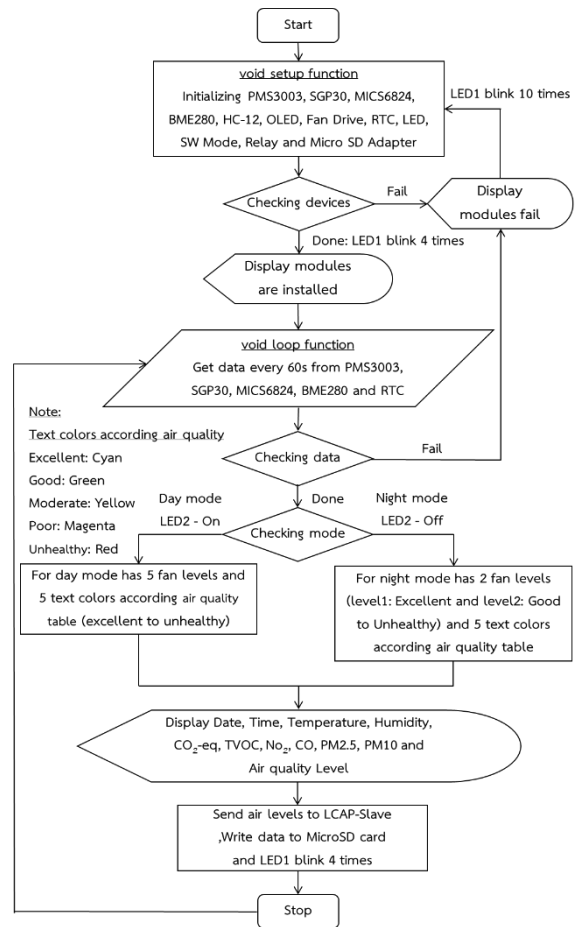 Start
void setup function
Initializing PMS3003, SGP30, MICS6824,
BME280, HC-12, OLED, Fan Drive, RTC, LED,
SW Mode, Relay and Micro SD Adapter
LED1 blink 10 times
Checking devices
Fail
Display
modules fail
Done: LED1 blink 4 times
Display modules
are installed
void loop function
Get data every 60s from PMS3003,
SGP30, MICS6824, BME280 and RTC
Note:
Text colors according air quality
Excellent: Cyan
Good: Green
Moderate: Yellow
Poor: Magenta
Unhealthy: Red
Checking data
Fail
Done
Day mode
LED2 - On
Night mode
LED2 - Off
Checking mode
For day mode has 5 fan levels and
5 text colors according air quality
table (excellent to unhealthy)
For night mode has 2 fan levels
(level1: Excellent and level2: Good
to Unhealthy) and 5 text colors
according air quality table
Display Date, Time, Temperature, Humidity,
CO₂-eq, TVOC, No₂, CO, PM2.5, PM10 and
Air quality Level
Send air levels to LCAP-Slave
,Write data to MicroSD card
and LED1 blink 4 times
Stop